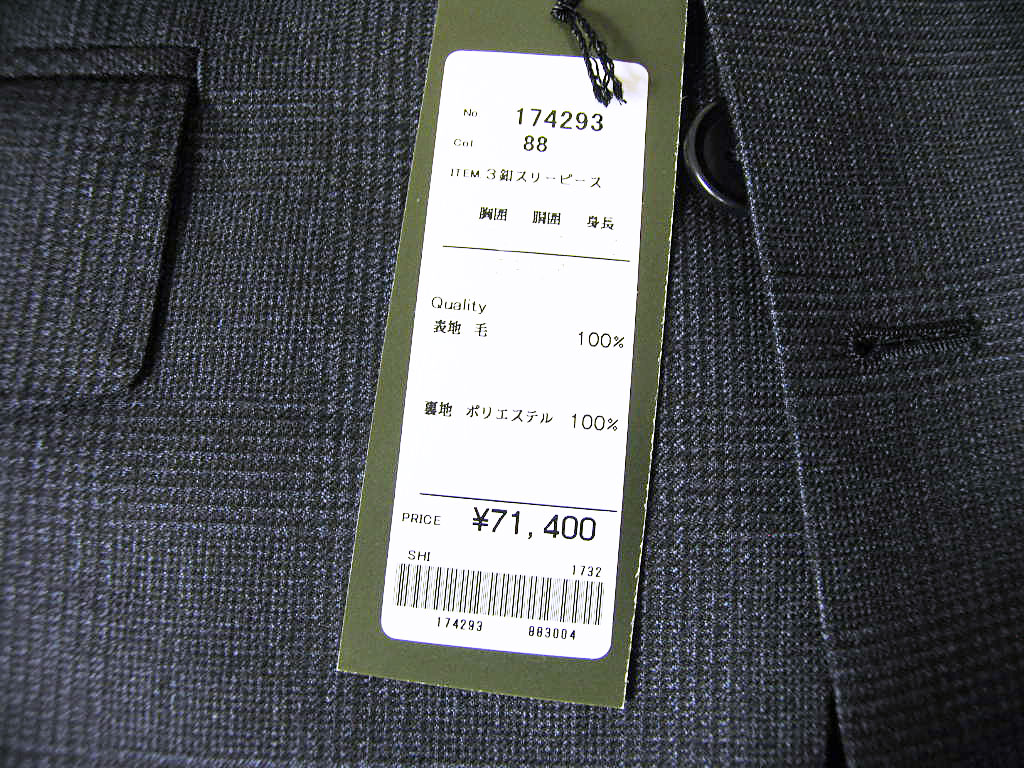 No 174293
Col 88
ITEM 3釦スリーピース
胸囲 胴囲 身長
Quality
表地 毛 100%
裏地 ポリエステル 100%
PRICE ¥71,400
SHI 1732
174293 883004